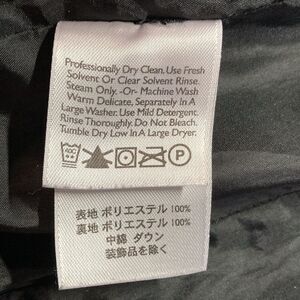 Professionally Dry Clean. Use Fresh
Solvent Or Clear Solvent Rinse.
Steam Only. -Or- Machine Wash
Warm Delicate, Separately In A
Large Washer. Use Mild Detergent.
Rinse Thoroughly. Do Not Bleach.
Tumble Dry Low In A Large Dryer.
40C P
表地 ポリエステル 100%
裏地 ポリエステル 100%
中綿 ダウン
装飾品を除く